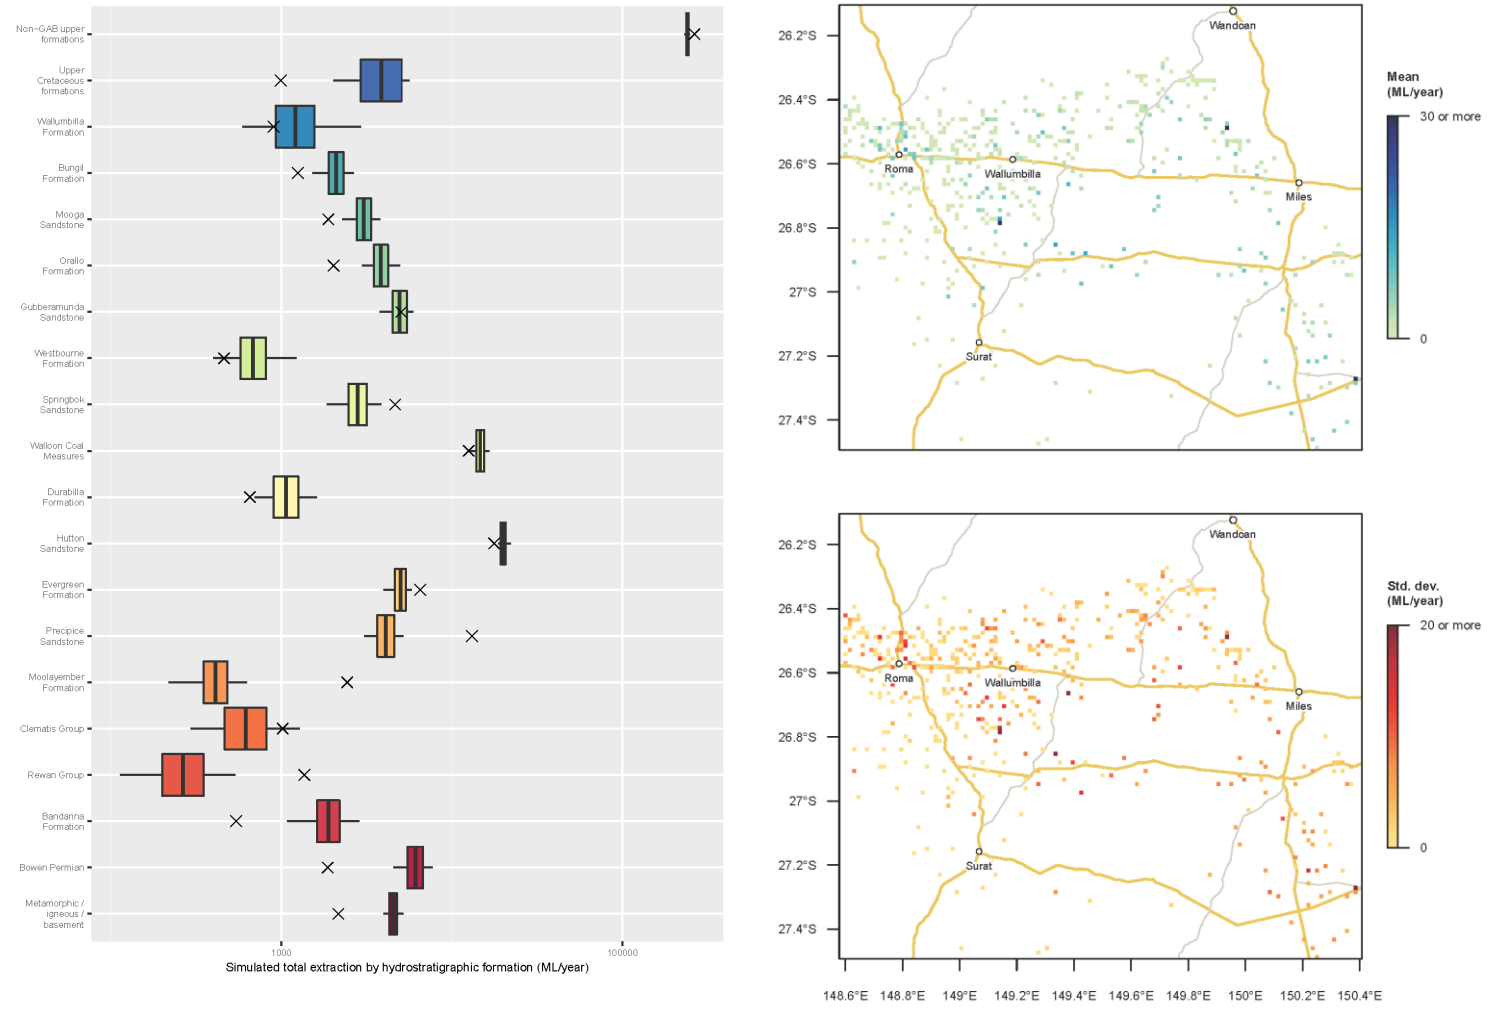 Non−GAB upper
formations
Upper
Cretaceous
formations
Wallumbilla
Formation
Bungil
Formation
Mooga
Sandstone
Orallo
Formation
Gubberamunda
Sandstone
Westbourne
Formation
Springbok
Sandstone
Walloon Coal
Measures
Durabilla
Formation
Hutton
Sandstone
Evergreen
Formation
Precipice
Sandstone
Moolayember
Formation
Clematis Group
Rewan Group
Bandanna
Formation
Bowen Permian
Metamorphic /
igneous /
basement
1000
100000
Simulated total extraction by hydrostratigraphic formation (ML/year)
26.2°S
26.4°S
26.6°S
26.8°S
27°S
27.2°S
27.4°S
Wandoan
Roma
Wallumbilla
Miles
Surat
Mean
(ML/year)
30 or more
0
26.2°S
26.4°S
26.6°S
26.8°S
27°S
27.2°S
27.4°S
Wandoan
Roma
Wallumbilla
Miles
Surat
148.6°E
148.8°E
149°E
149.2°E
149.4°E
149.6°E
149.8°E
150°E
150.2°E
150.4°E
Std. dev.
(ML/year)
20 or more
0